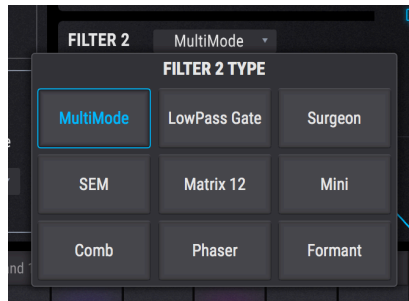 FILTER 2 MultiMode
FILTER 2 TYPE
MultiMode LowPass Gate Surgeon
SEM Matrix 12 Mini
Comb Phaser Formant